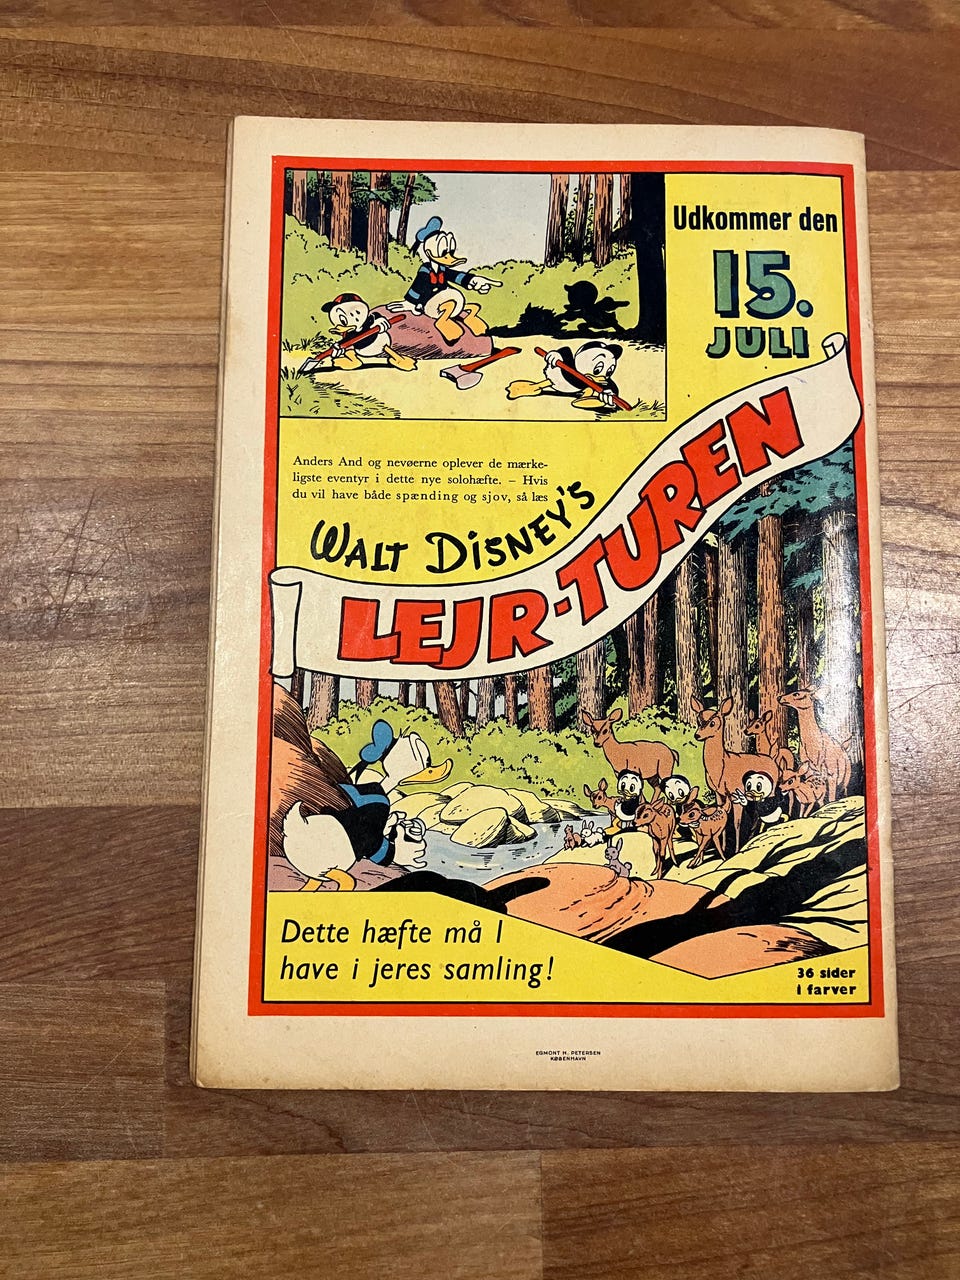 Udkommer den
15.
JULI
Anders And og nevøerne oplever de mærke-
ligste eventyr i dette nye solohæfte. – Hvis
du vil have både spænding og sjov, så læs
WALT DISNEY'S
LEJR-TUREN
Dette hæfte må I
have i jeres samling!
36 sider
i farver
EGMONT H. PETERSEN
KØBENHAVN